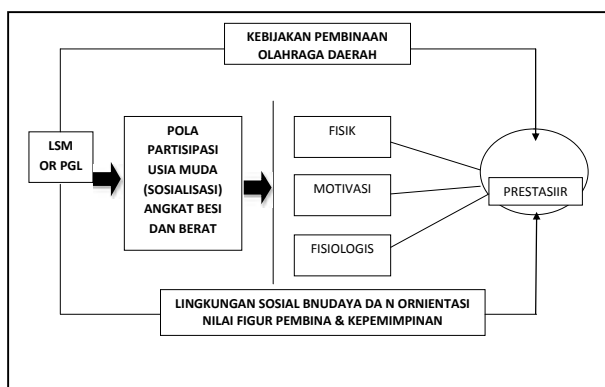 KEBIJAKAN PEMBINAAN
OLAHRAGA DAERAH
LSM
OR PGL
POLA
PARTISIPASI
USIA MUDA
(SOSIALISASI)
ANGKAT BESI
DAN BERAT
FISIK
MOTIVASI
FISIOLOGIS
PRESTASIIR
LINGKUNGAN SOSIAL BNUDAYA DA N ORNIENTASI
NILAI FIGUR PEMBINA & KEPEMIMPINAN